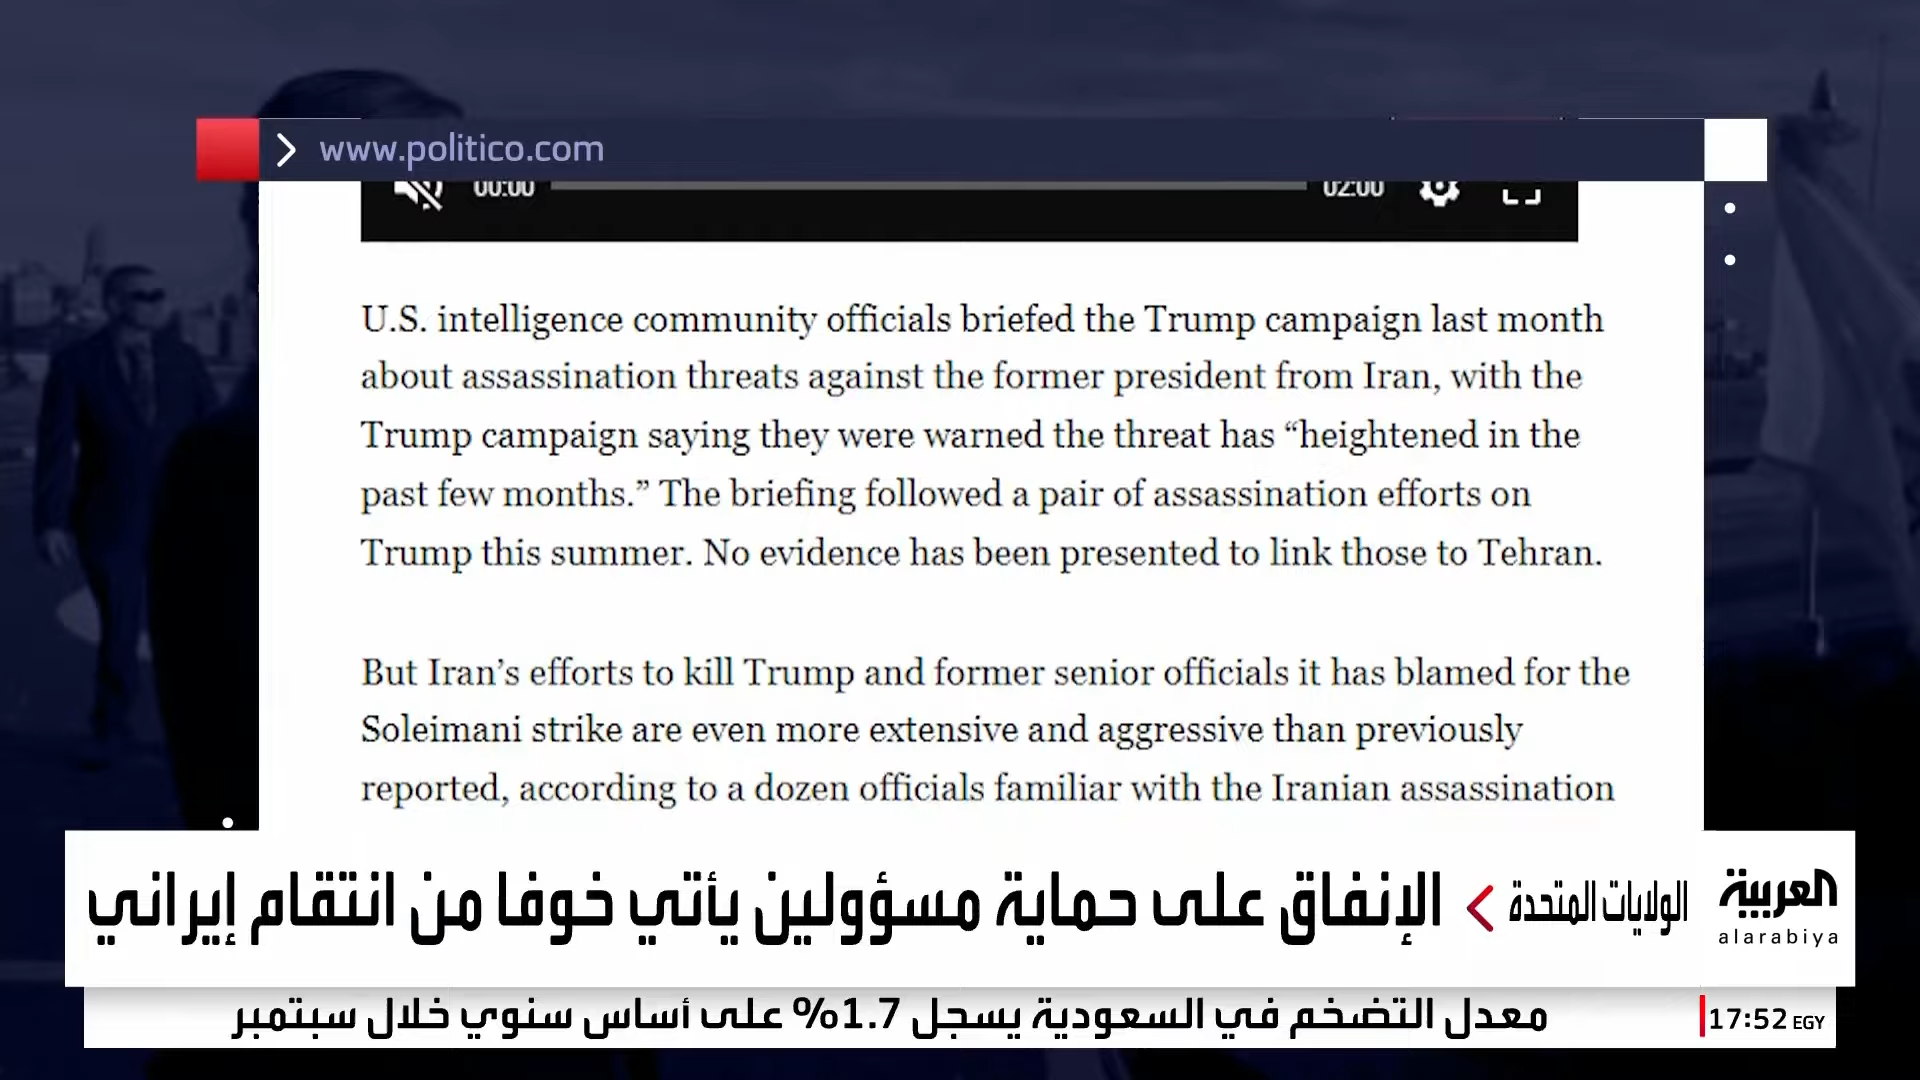 www.politico.com
00:00
02:00
U.S. intelligence community officials briefed the Trump campaign last month
about assassination threats against the former president from Iran, with the
Trump campaign saying they were warned the threat has “heightened in the
past few months.” The briefing followed a pair of assassination efforts on
Trump this summer. No evidence has been presented to link those to Tehran.
But Iran’s efforts to kill Trump and former senior officials it has blamed for the
Soleimani strike are even more extensive and aggressive than previously
reported, according to a dozen officials familiar with the Iranian assassination
العربية
alarabiya
الولايات المتحدة
الإنفاق على حماية مسؤولين يأتي خوفا من انتقام إيراني
17:52 EGY
معدل التضخم في السعودية يسجل 1.7% على أساس سنوي خلال سبتمبر